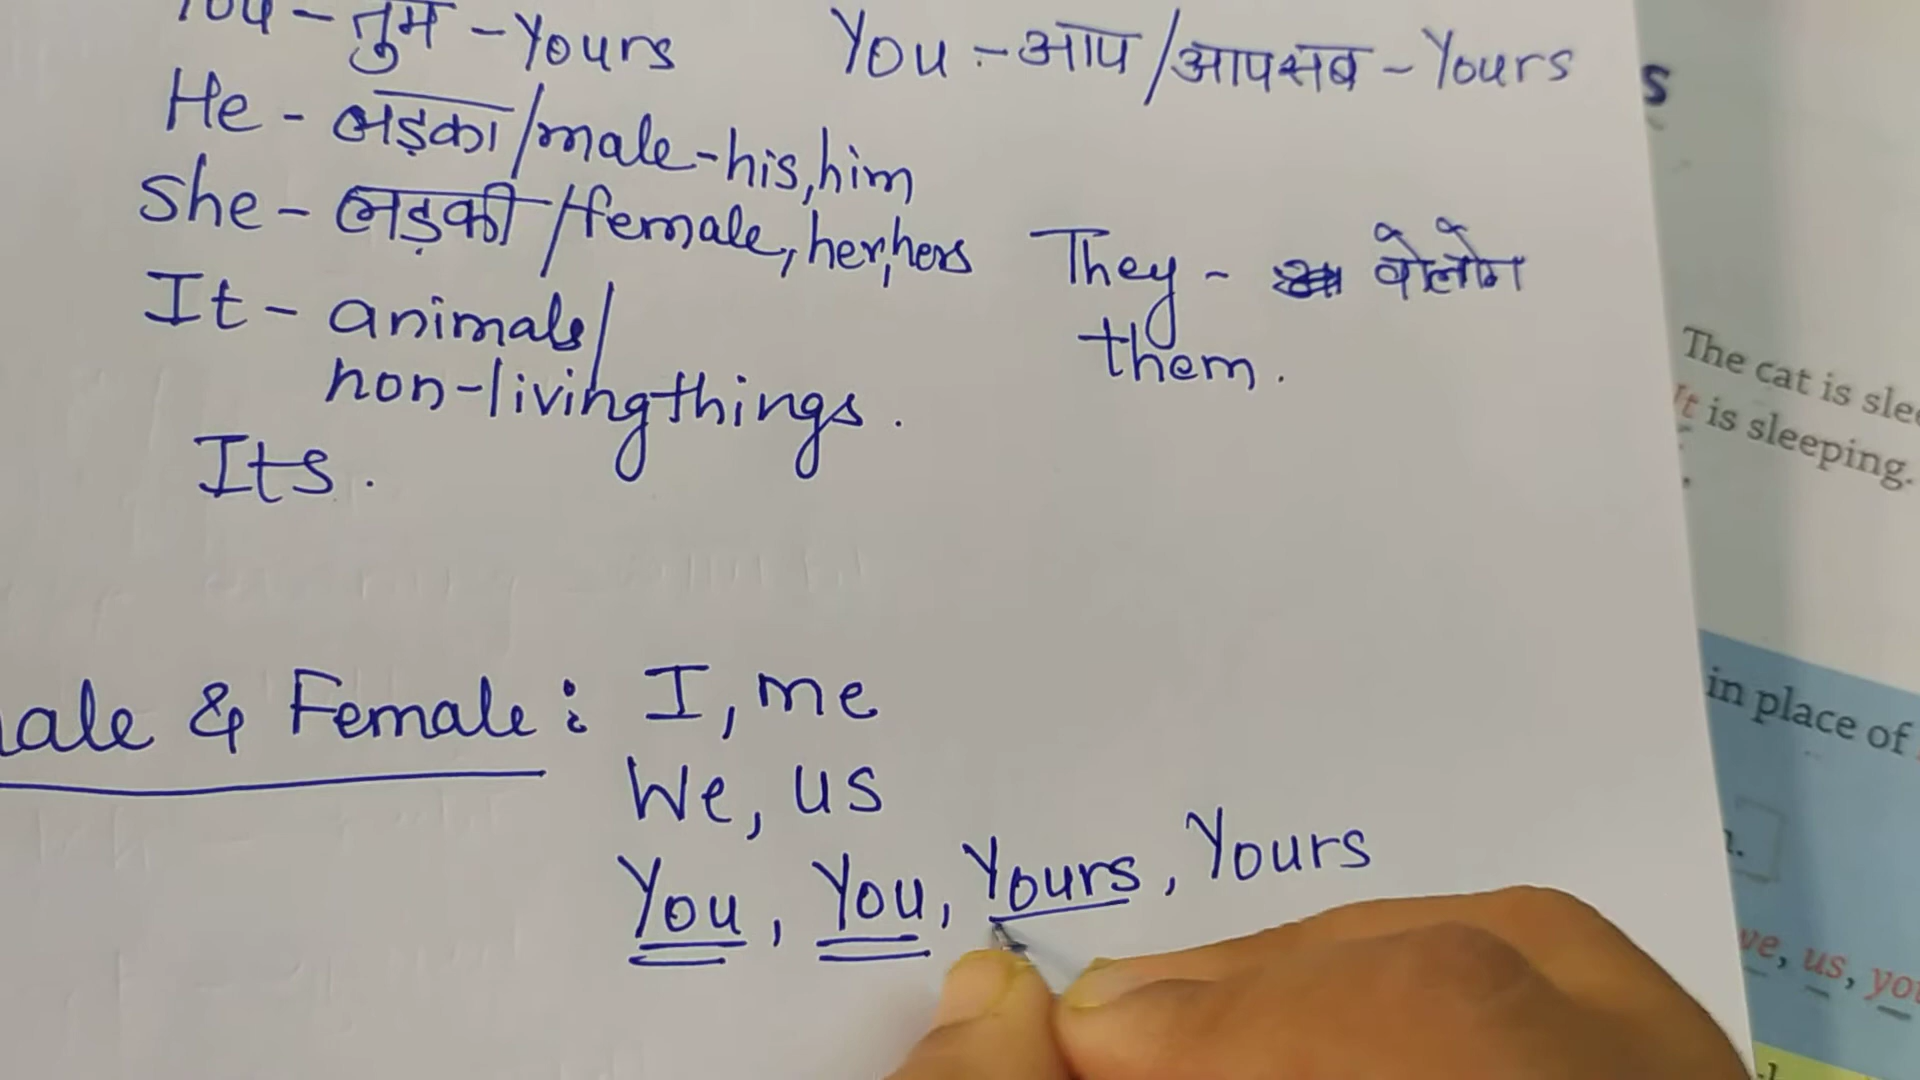 You - तुम - Yours
You - आप/आपसब - Yours
He - लड़का/male-his,him
She - लड़की/female, her,hers
It - animals/
non-living things.
Its.
They - वोलोग
them.
ale & Female: I, me
We, us
You, You, Yours, Yours
s
The cat is slee
It is sleeping.
in place of
we, us, you